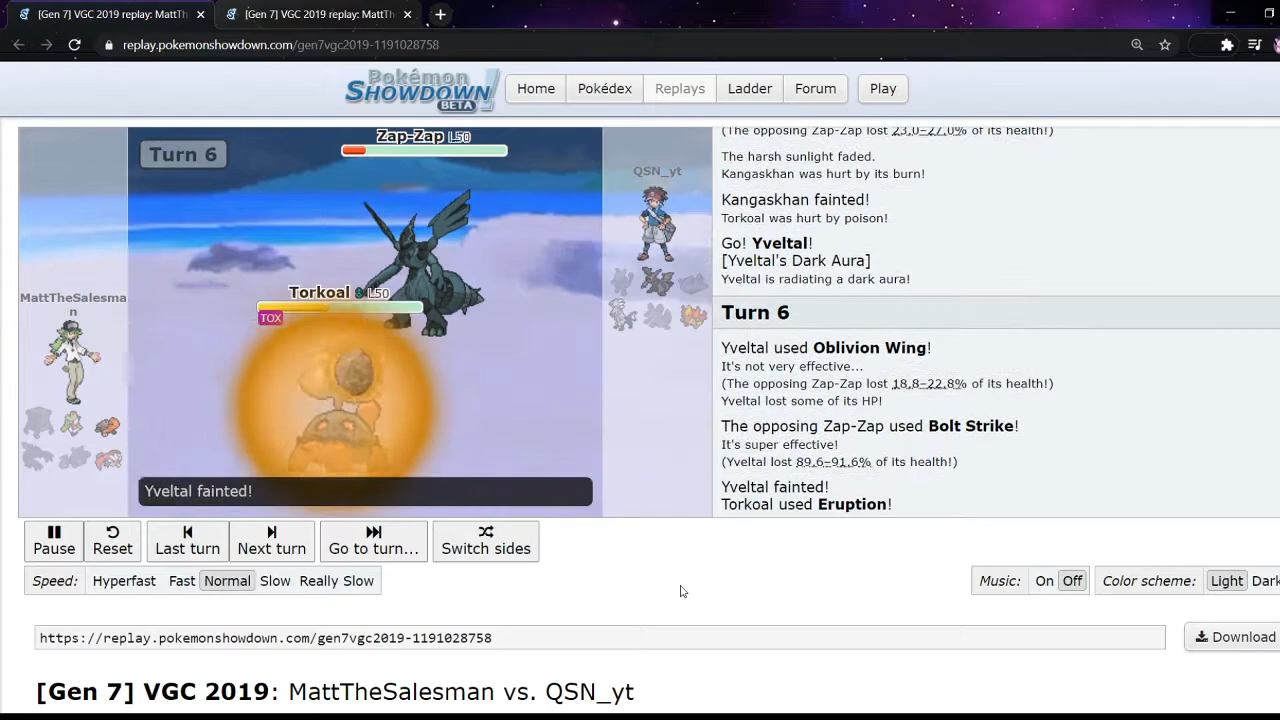 [Gen 7] VGC 2019 replay: MattTh
[Gen 7] VGC 2019 replay: MattTh
replay.pokemonshowdown.com/gen7vgc2019-1191028758
Pokémon
SHOWDOWN!
BETA
Home
Pokédex
Replays
Ladder
Forum
Play
Turn 6
Zap-Zap L50
QSN_yt
MattTheSalesma
n
Torkoal L50
TOX
Yveltal fainted!
(The opposing Zap-Zap lost 23.0–27.0% of its health!)
The harsh sunlight faded.
Kangaskhan was hurt by its burn!
Kangaskhan fainted!
Torkoal was hurt by poison!
Go! Yveltal!
[Yveltal's Dark Aura]
Yveltal is radiating a dark aura!
Turn 6
Yveltal used Oblivion Wing!
It's not very effective...
(The opposing Zap-Zap lost 18.8–22.8% of its health!)
Yveltal lost some of its HP!
The opposing Zap-Zap used Bolt Strike!
It's super effective!
(Yveltal lost 89.6–91.6% of its health!)
Yveltal fainted!
Torkoal used Eruption!
Pause
Reset
Last turn
Next turn
Go to turn...
Switch sides
Speed: Hyperfast Fast Normal Slow Really Slow
Music: On Off
Color scheme: Light Dark
https://replay.pokemonshowdown.com/gen7vgc2019-1191028758
Download
[Gen 7] VGC 2019: MattTheSalesman vs. QSN_yt